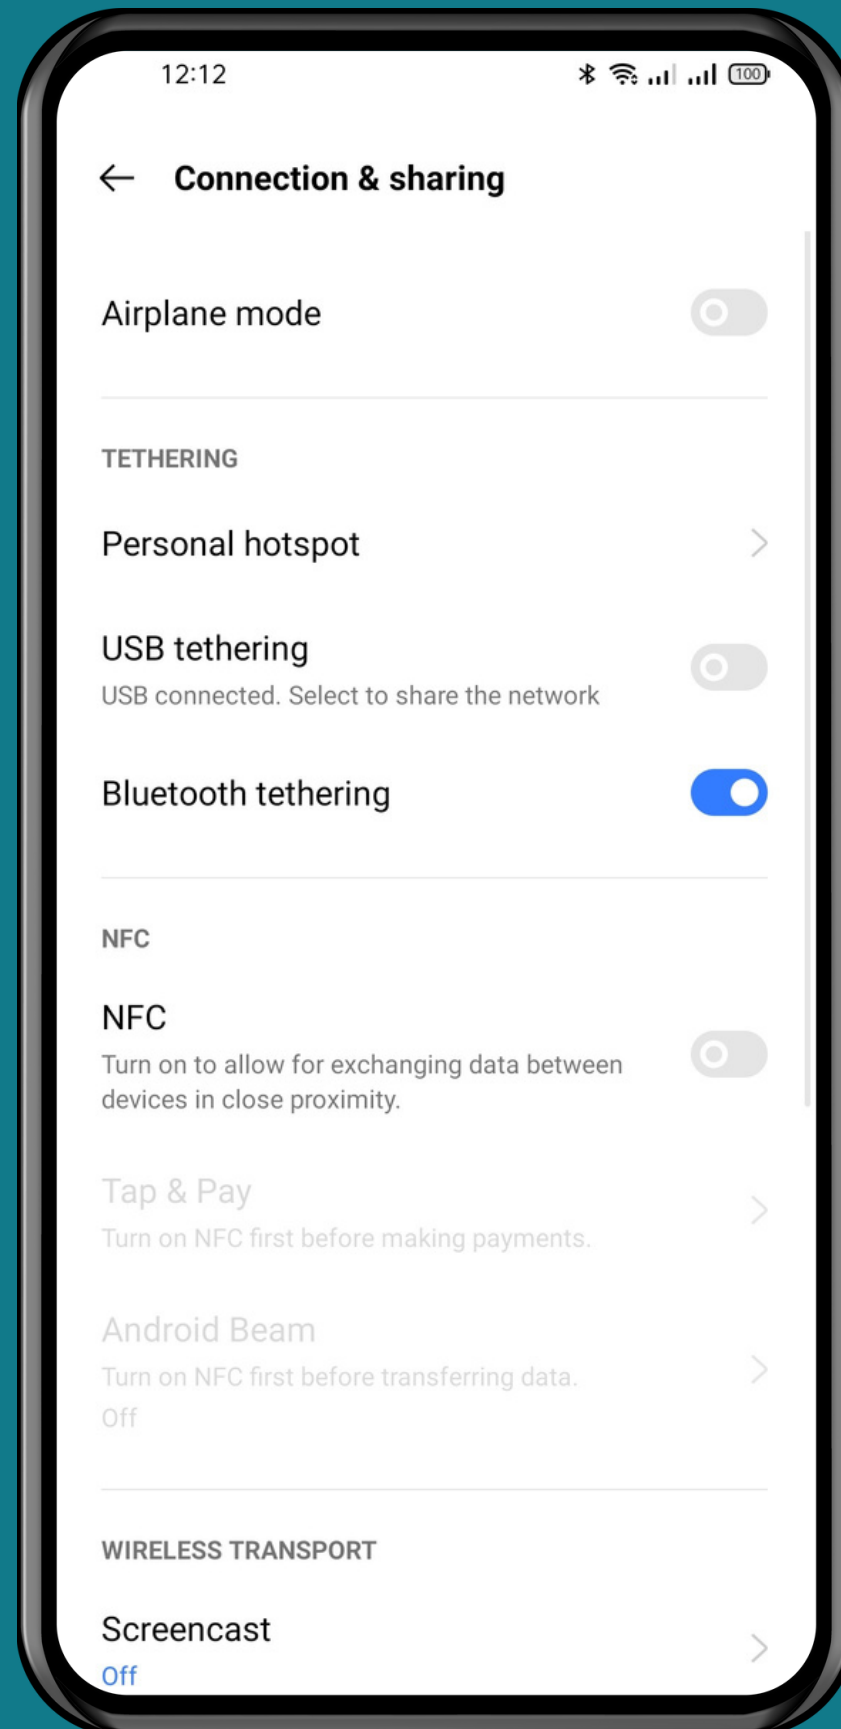 12:12
100
Connection & sharing
Airplane mode
TETHERING
Personal hotspot
USB tethering
USB connected. Select to share the network
Bluetooth tethering
NFC
NFC
Turn on to allow for exchanging data between
devices in close proximity.
Tap & Pay
Turn on NFC first before making payments.
Android Beam
Turn on NFC first before transferring data.
Off
WIRELESS TRANSPORT
Screencast
Off